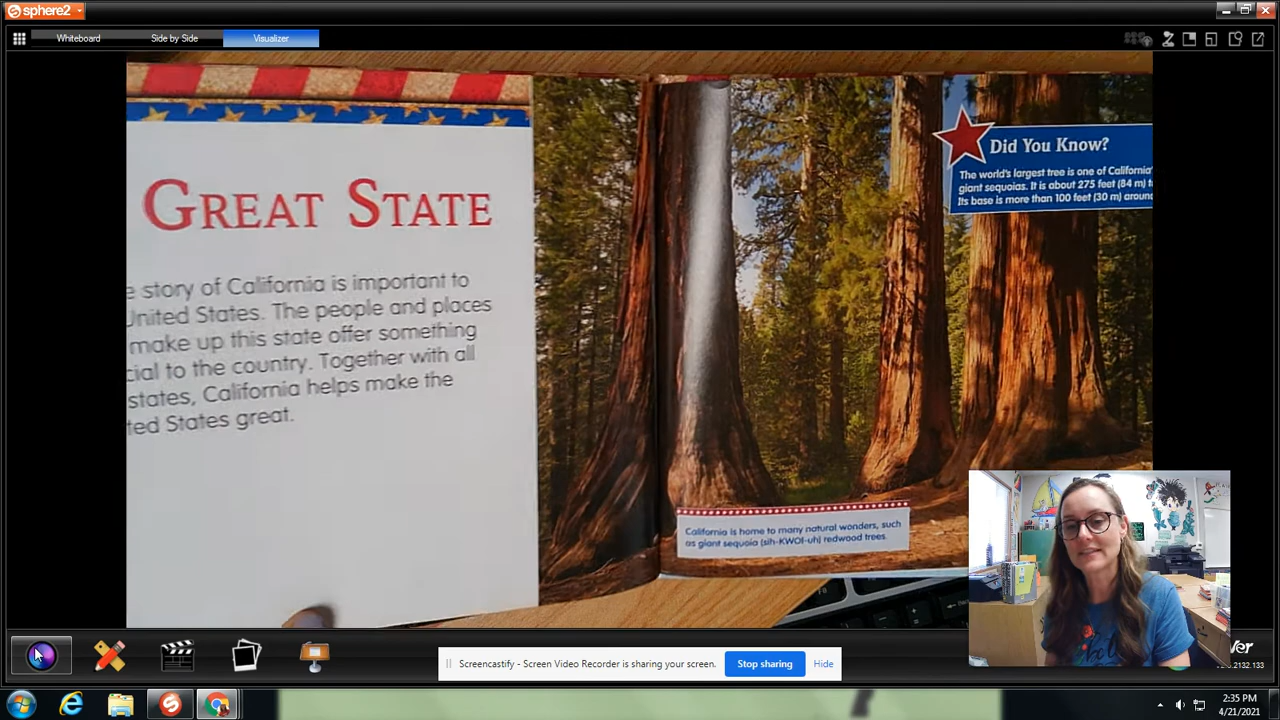 sphere2
Whiteboard
Side by Side
Visualizer
GREAT STATE
e story of California is important to
United States. The people and places
make up this state offer something
cial to the country. Together with all
states, California helps make the
ted States great.
Did You Know?
The world's largest tree is one of California'
giant sequoias. It is about 275 feet (84 m) t
Its base is more than 100 feet (30 m) aroun
California is home to many natural wonders, such
as giant sequoia (sih-KWOI-uh) redwood trees.
Screencastify - Screen Video Recorder is sharing your screen.
Stop sharing
Hide
2:35 PM
4/21/2021